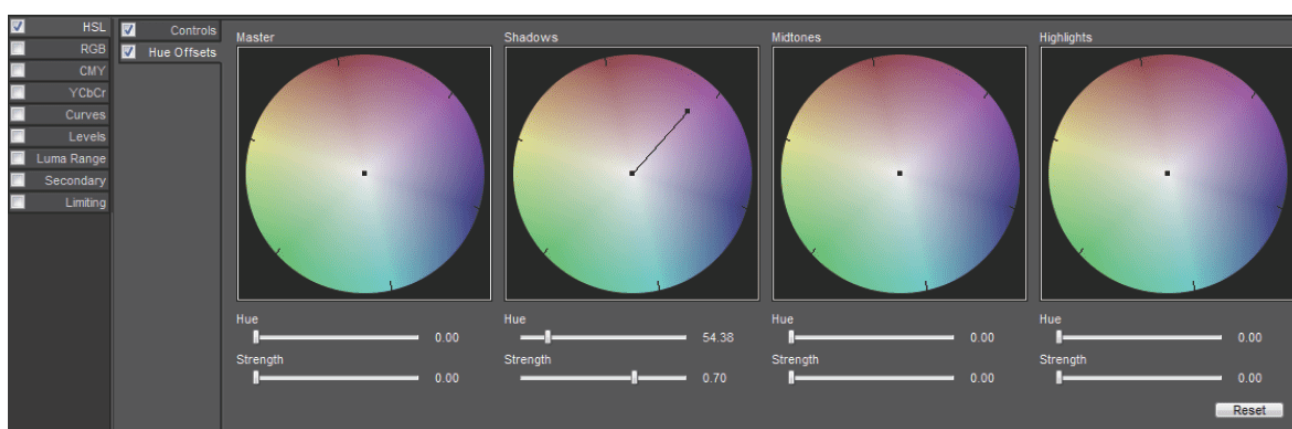 HSL
RGB
CMY
YCbCr
Curves
Levels
Luma Range
Secondary
Limiting
Controls
Hue Offsets
Master
Shadows
Midtones
Highlights
Hue
0.00
Hue
54.38
Hue
0.00
Hue
0.00
Strength
0.00
Strength
0.70
Strength
0.00
Strength
0.00
Reset